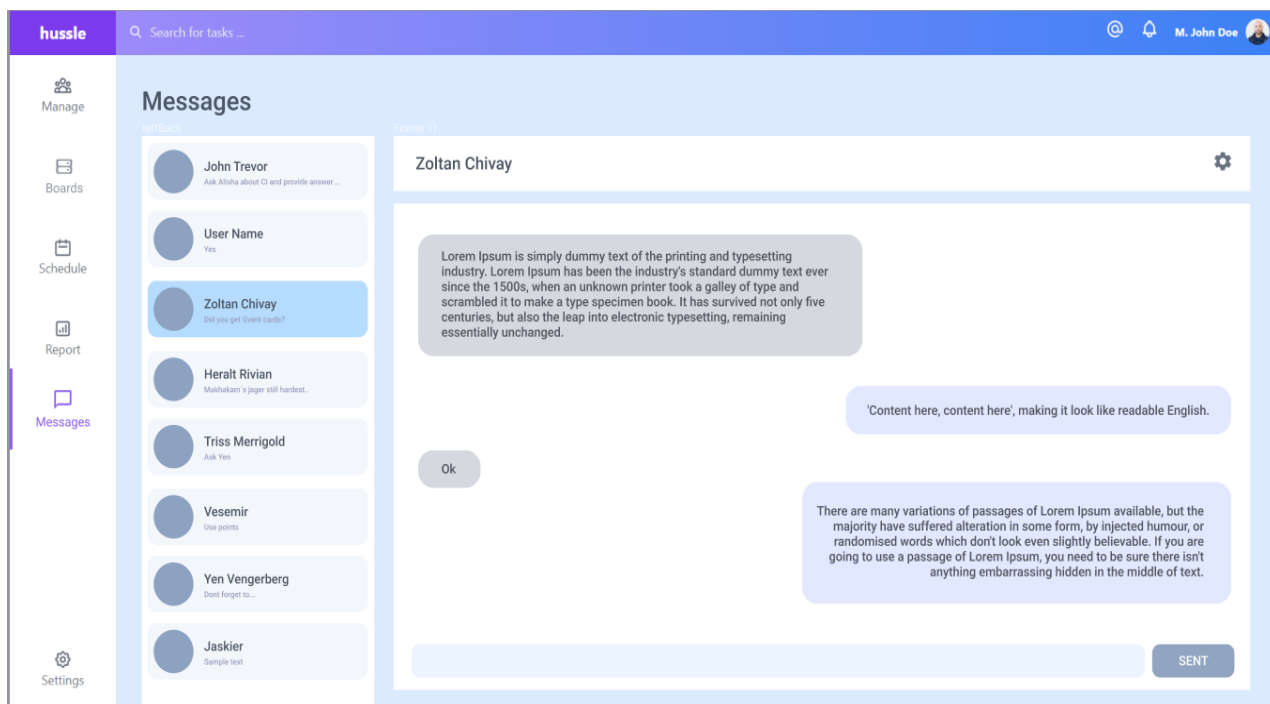 hussle
Search for tasks ...
M. John Doe
Manage
Boards
Schedule
Report
Messages
Settings
Messages
leftBack
Frame 11
John Trevor
Ask Alisha about CI and provide answer ...
User Name
Yes
Zoltan Chivay
Did you get Gvent cards?
Heralt Rivian
Makhakam`s jager still hardest..
Triss Merrigold
Ask Yen
Vesemir
Use points
Yen Vengerberg
Dont forget to...
Jaskier
Sample text
Zoltan Chivay
Lorem Ipsum is simply dummy text of the printing and typesetting
industry. Lorem Ipsum has been the industry's standard dummy text ever
since the 1500s, when an unknown printer took a galley of type and
scrambled it to make a type specimen book. It has survived not only five
centuries, but also the leap into electronic typesetting, remaining
essentially unchanged.
'Content here, content here', making it look like readable English.
Ok
There are many variations of passages of Lorem Ipsum available, but the
majority have suffered alteration in some form, by injected humour, or
randomised words which don't look even slightly believable. If you are
going to use a passage of Lorem Ipsum, you need to be sure there isn't
anything embarrassing hidden in the middle of text.
SENT